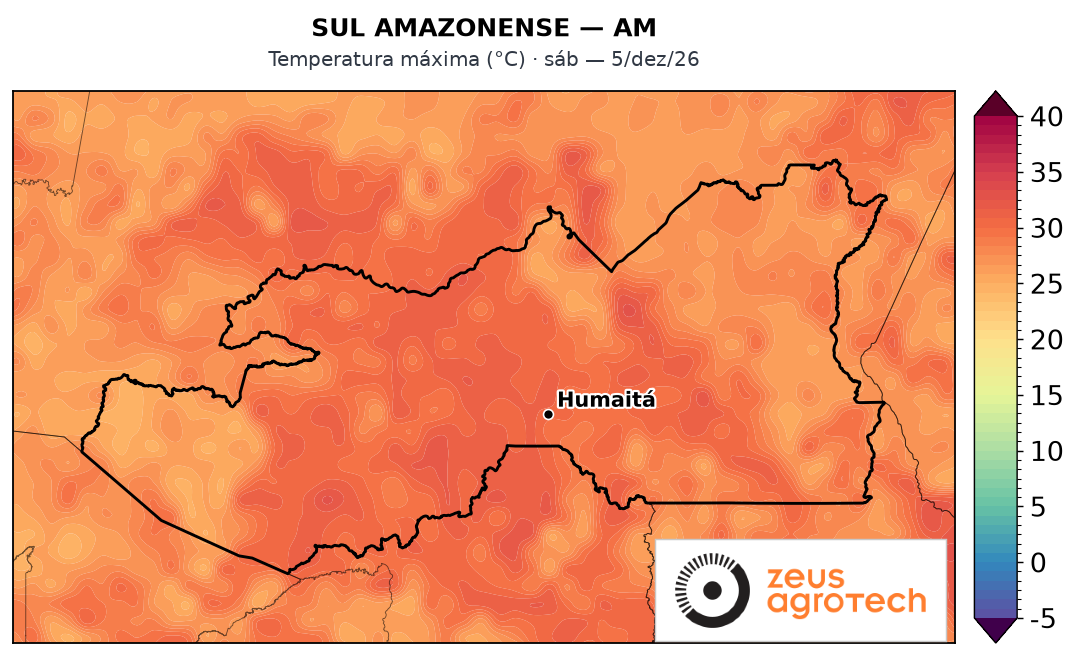 SUL AMAZONENSE — AM
Temperatura máxima (°C) · sáb — 5/dez/26
40
35
30
25
20
15
10
5
0
-5
Humaitá
zeus
agrotech